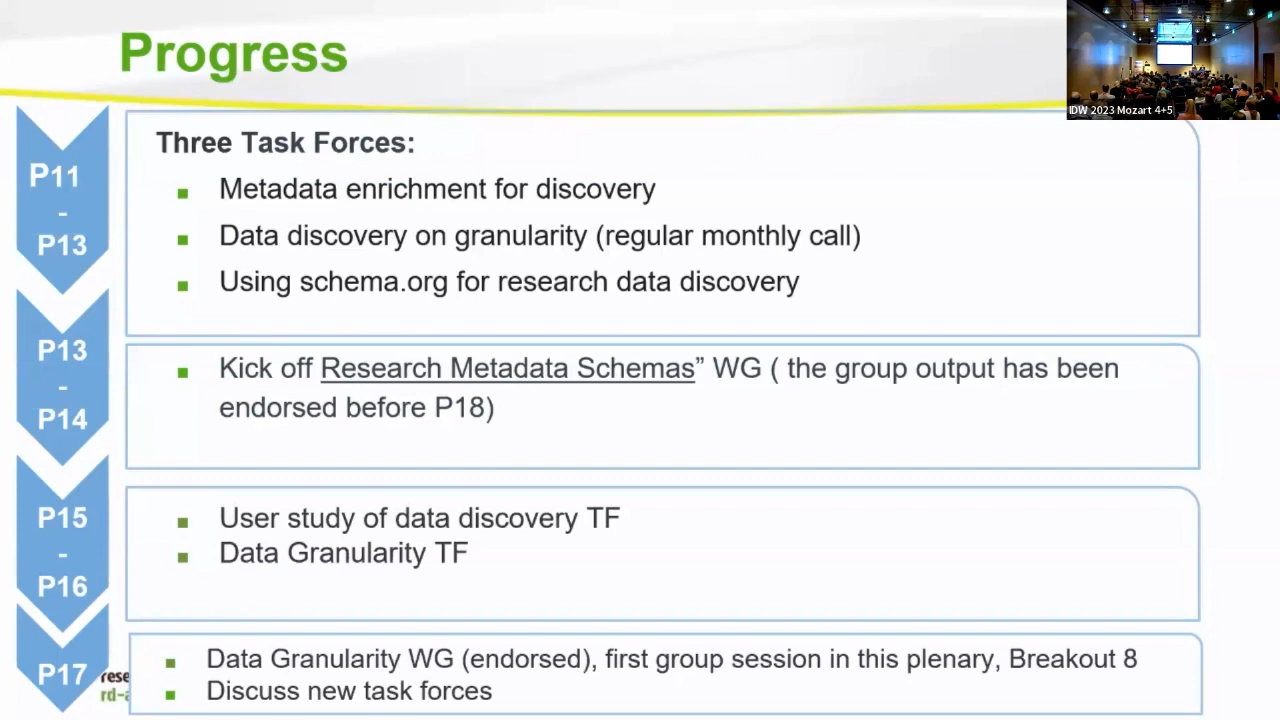 Progress
IDW 2023 Mozart 4+5
P11
-
P13
Three Task Forces:
Metadata enrichment for discovery
Data discovery on granularity (regular monthly call)
Using schema.org for research data discovery
P13
-
P14
Kick off Research Metadata Schemas” WG ( the group output has been
endorsed before P18)
P15
-
P16
User study of data discovery TF
Data Granularity TF
P17
Data Granularity WG (endorsed), first group session in this plenary, Breakout 8
Discuss new task forces
rese
rd-a